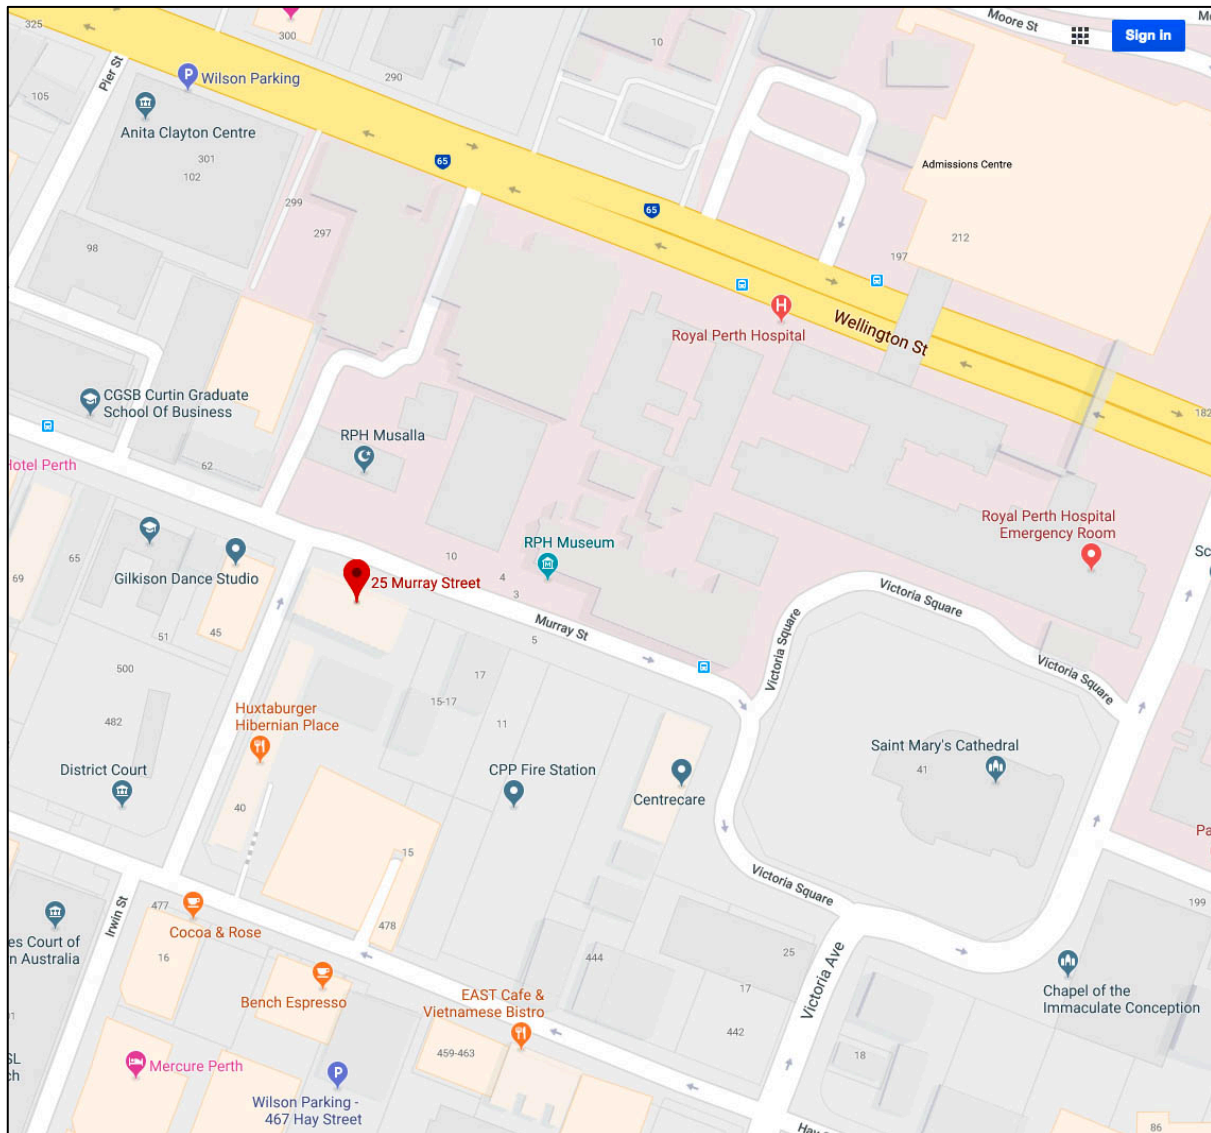 325
300
10
Moore St
Sign in
Pier St
290
P
Wilson Parking
105
Anita Clayton Centre
301
102
65
Admissions Centre
299
65
297
98
197
212
H
Royal Perth Hospital
Wellington St
CGSB Curtin Graduate
School Of Business
182
RPH Musalla
Hotel Perth
62
Royal Perth Hospital
Emergency Room
65
RPH Museum
10
Gilkison Dance Studio
69
25 Murray Street
4
3
Victoria Square
Murray St
5
51
45
500
Victoria Square
Victoria Square
17
15-17
11
482
Huxtaburger
Hibernian Place
Saint Mary's Cathedral
41
District Court
CPP Fire Station
Centrecare
40
15
Victoria Square
Irwin St
477
478
199
Cocoa & Rose
es Court of
n Australia
16
444
25
17
Victoria Ave
Bench Espresso
EAST Cafe &
Vietnamese Bistro
Chapel of the
Immaculate Conception
442
459-463
18
Mercure Perth
P
Wilson Parking -
467 Hay Street
86